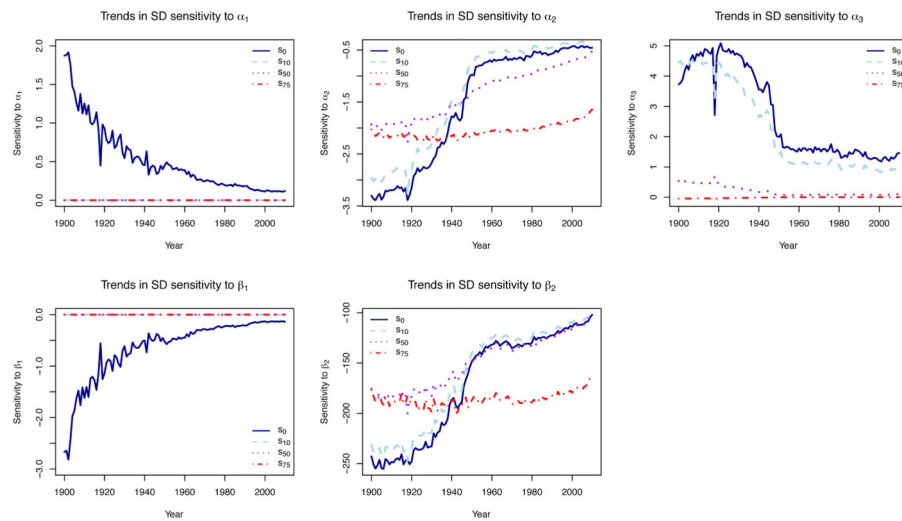 Trends in SD sensitivity to α1
Sensitivity to α1
2.0
1.5
1.0
0.5
0.0
s0
s10
s50
s75
1900 1920 1940 1960 1980 2000
Year
Trends in SD sensitivity to α2
Sensitivity to α2
-0.5
-1.5
-2.5
-3.5
s0
s10
s50
s75
1900 1920 1940 1960 1980 2000
Year
Trends in SD sensitivity to α3
Sensitivity to α3
5
4
3
2
1
0
s0
s10
s50
s75
1900 1920 1940 1960 1980 2000
Year
Trends in SD sensitivity to β1
Sensitivity to β1
0.0
-1.0
-2.0
-3.0
s0
s10
s50
s75
1900 1920 1940 1960 1980 2000
Year
Trends in SD sensitivity to β2
Sensitivity to β2
-100
-150
-200
-250
s0
s10
s50
s75
1900 1920 1940 1960 1980 2000
Year